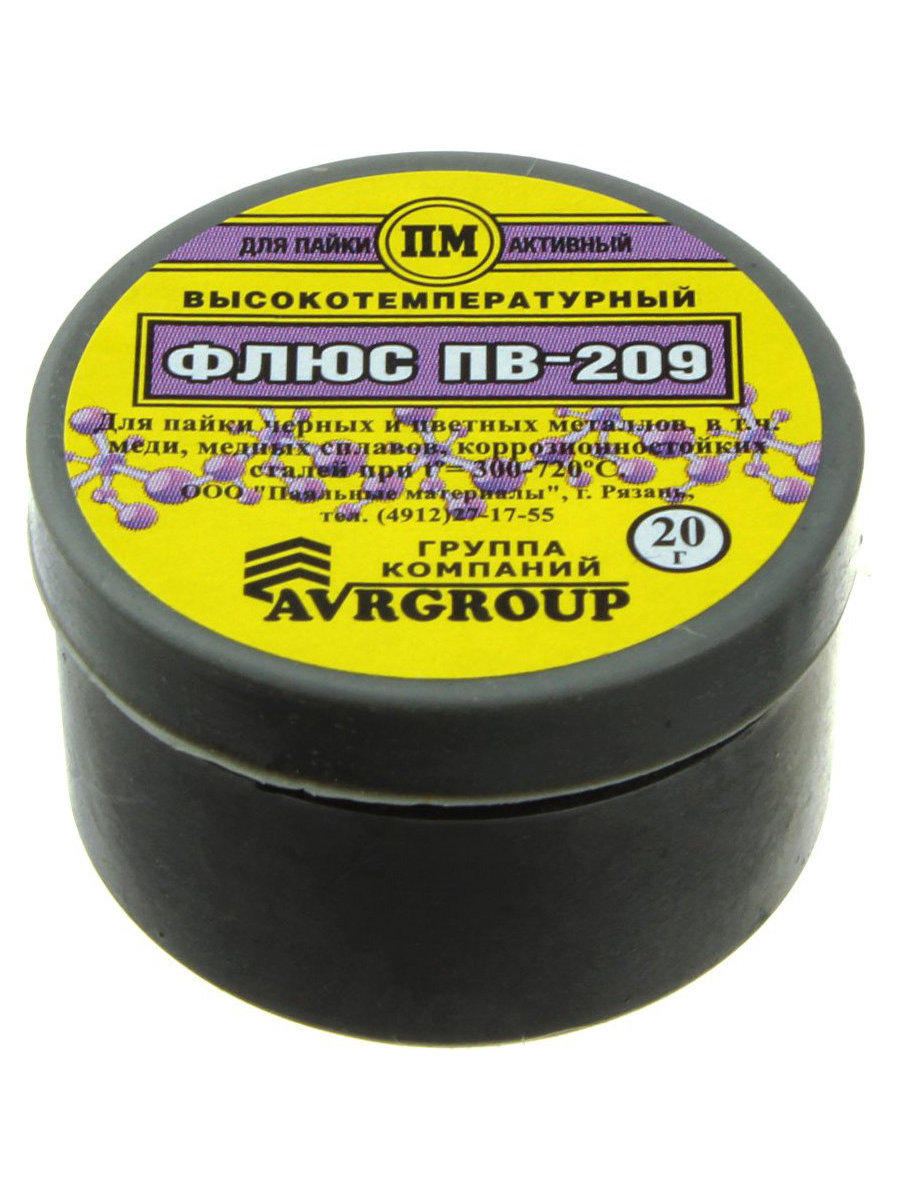 ДЛЯ ПАЙКИ ПМ АКТИВНЫЙ
ВЫСОКОТЕМПЕРАТУРНЫЙ
ФЛЮС ПВ-209
Для пайки черных и цветных металлов, в т.ч.
меди, медных сплавов, коррозионностойких
сталей при t°= 300-720°С.
ООО "Паяльные материалы", г. Рязань,
тел. (4912)27-17-55
20
г
ГРУППА
КОМПАНИЙ
AVRGROUP